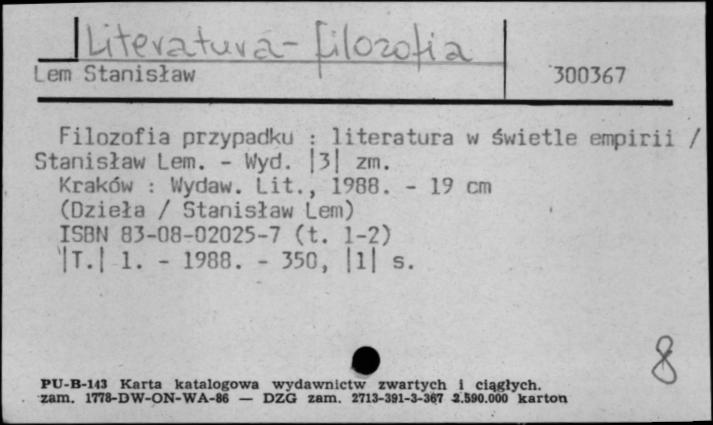 Literatura - filozofia
Lem Stanisław 300367
Filozofia przypadku : literatura w świetle empirii /
Stanisław Lem. - Wyd. |3| zm.
Kraków : Wydaw. Lit., 1988. - 19 cm
(Dzieła / Stanisław Lem)
ISBN 83-08-02025-7 (t. 1-2)
|T.| 1. - 1988. - 350, |1| s.
8
PU-B-143 Karta katalogowa wydawnictw zwartych i ciągłych.
zam. 1778-DW-ON-WA-86 — DZG zam. 2713-391-3-367 2.590.000 karton